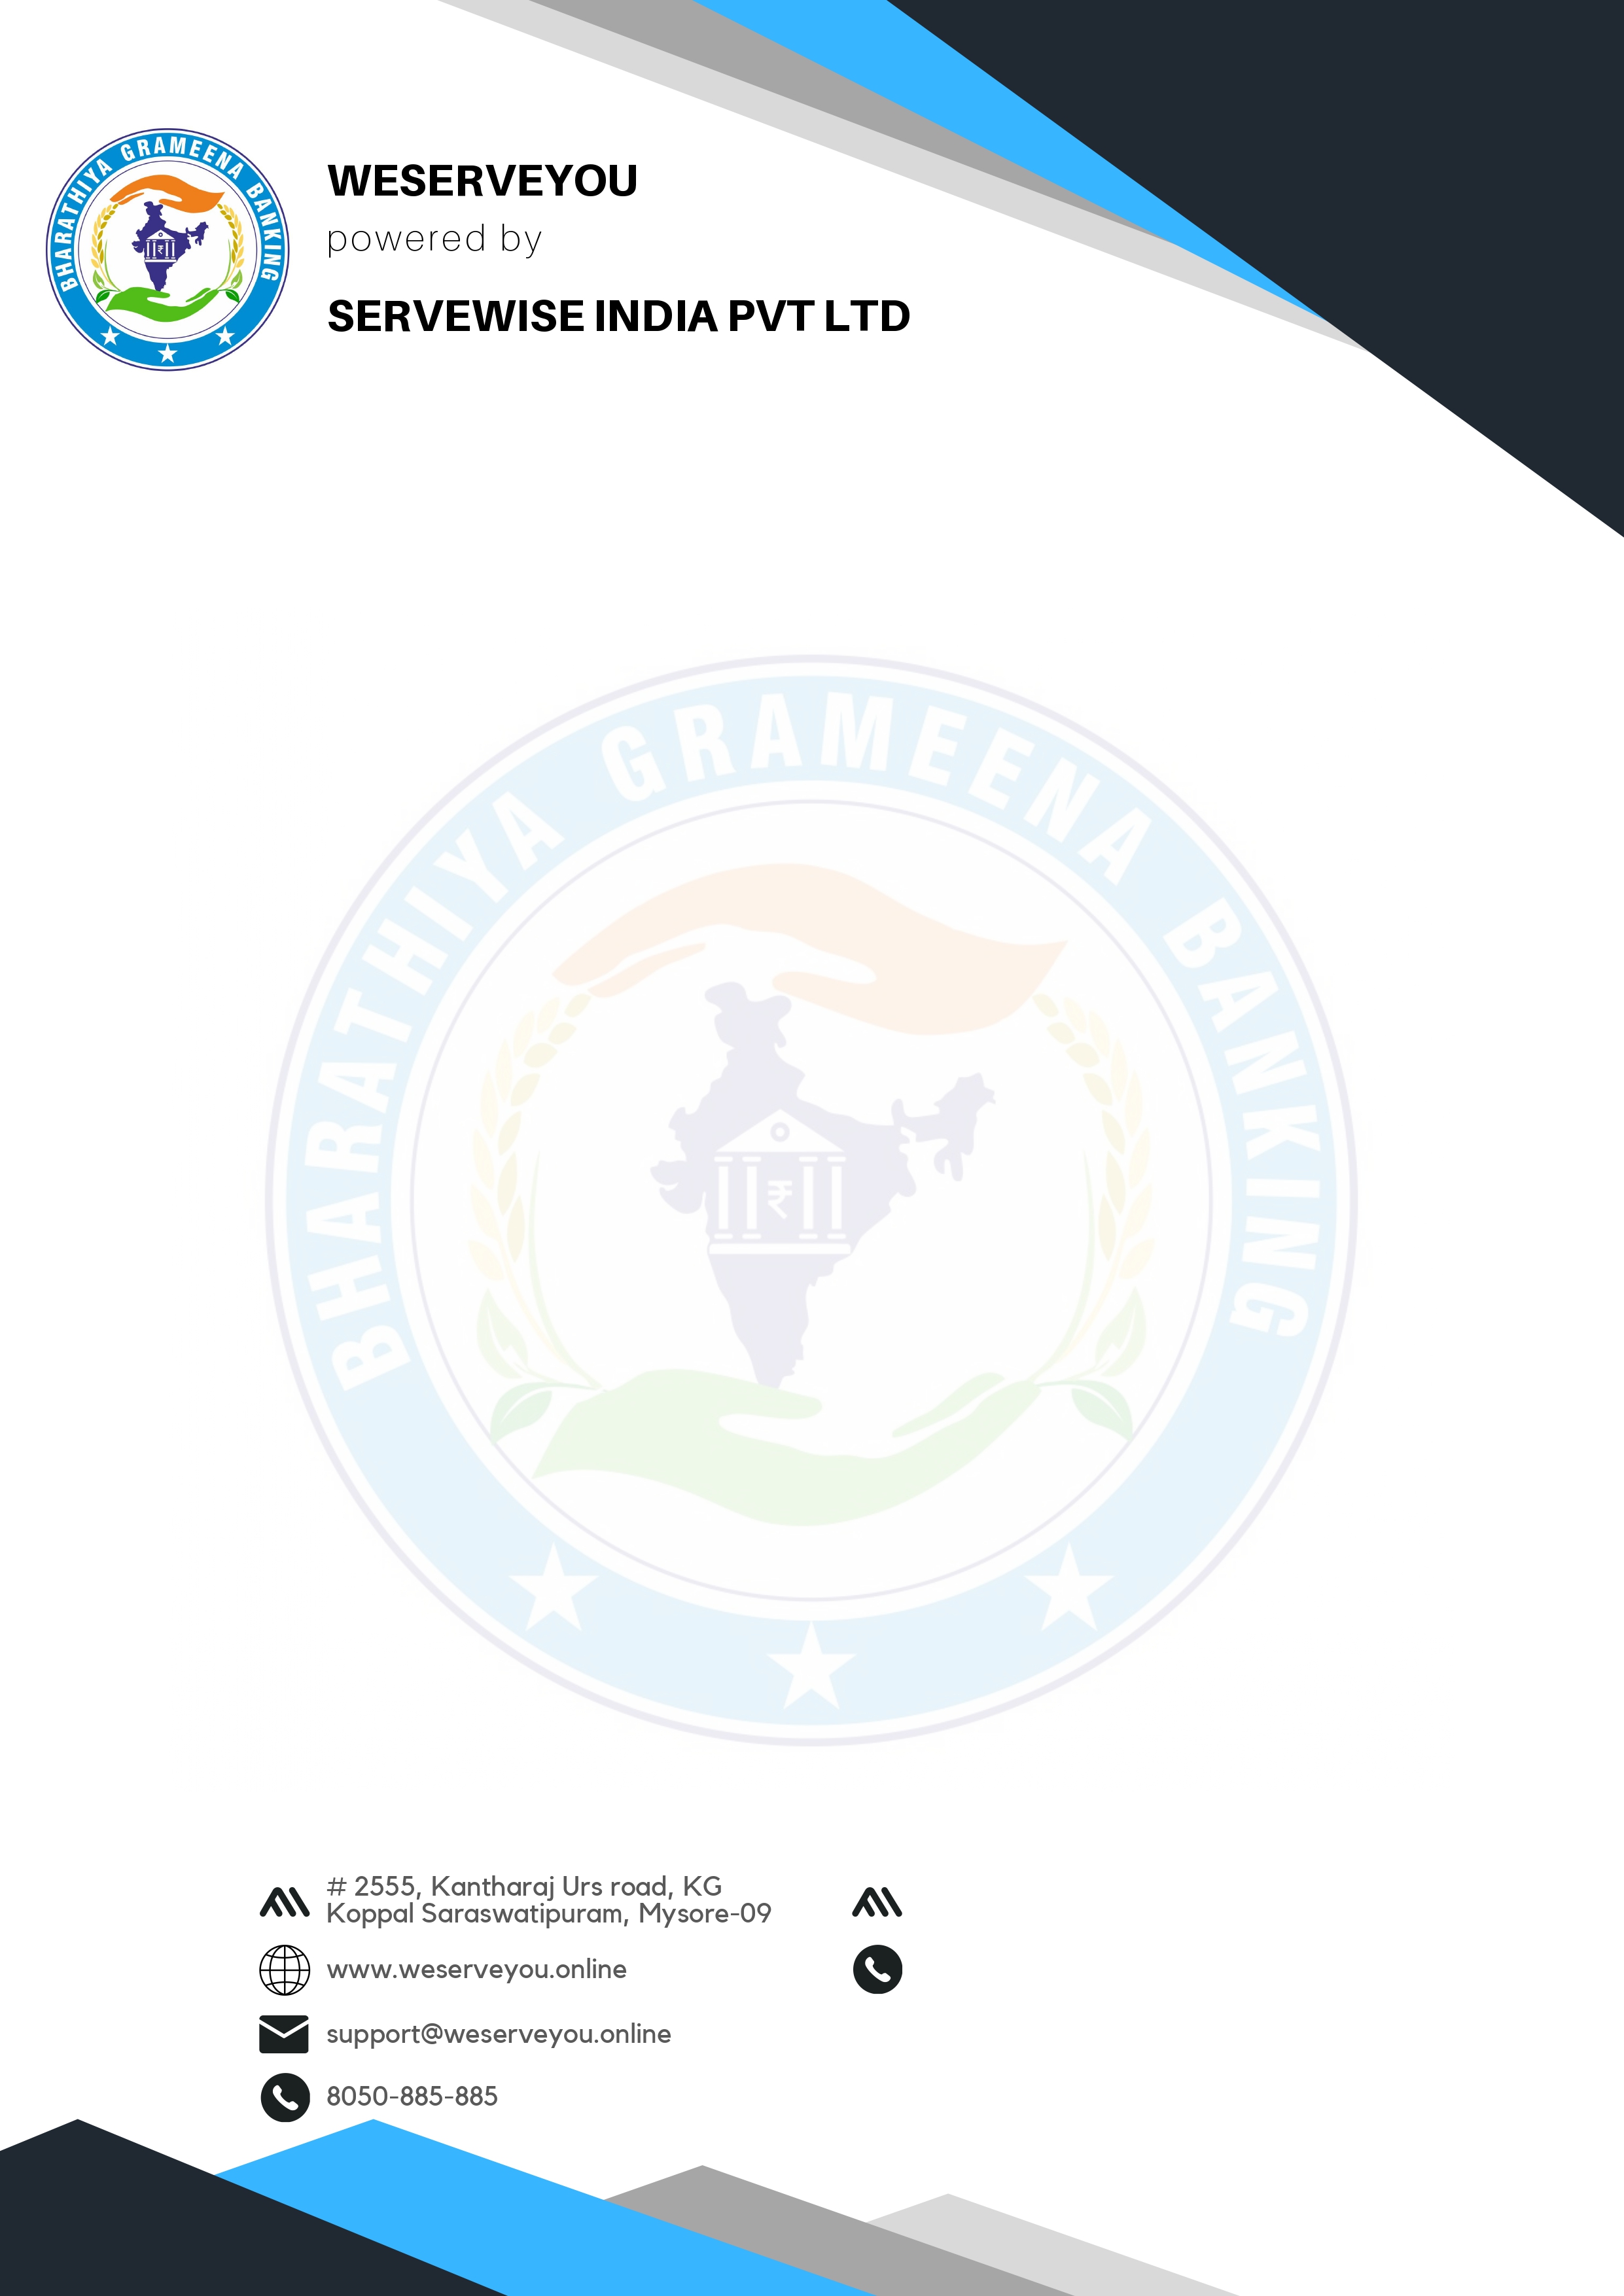 BHARATHIYA GRAMEENA BANKING
₹
WESERVEYOU
powered by
SERVEWISE INDIA PVT LTD
BHARATHIYA GRAMEENA BANKING
₹
# 2555, Kantharaj Urs road, KG
Koppal Saraswatipuram, Mysore-09
www.weserveyou.online
support@weserveyou.online
8050-885-885